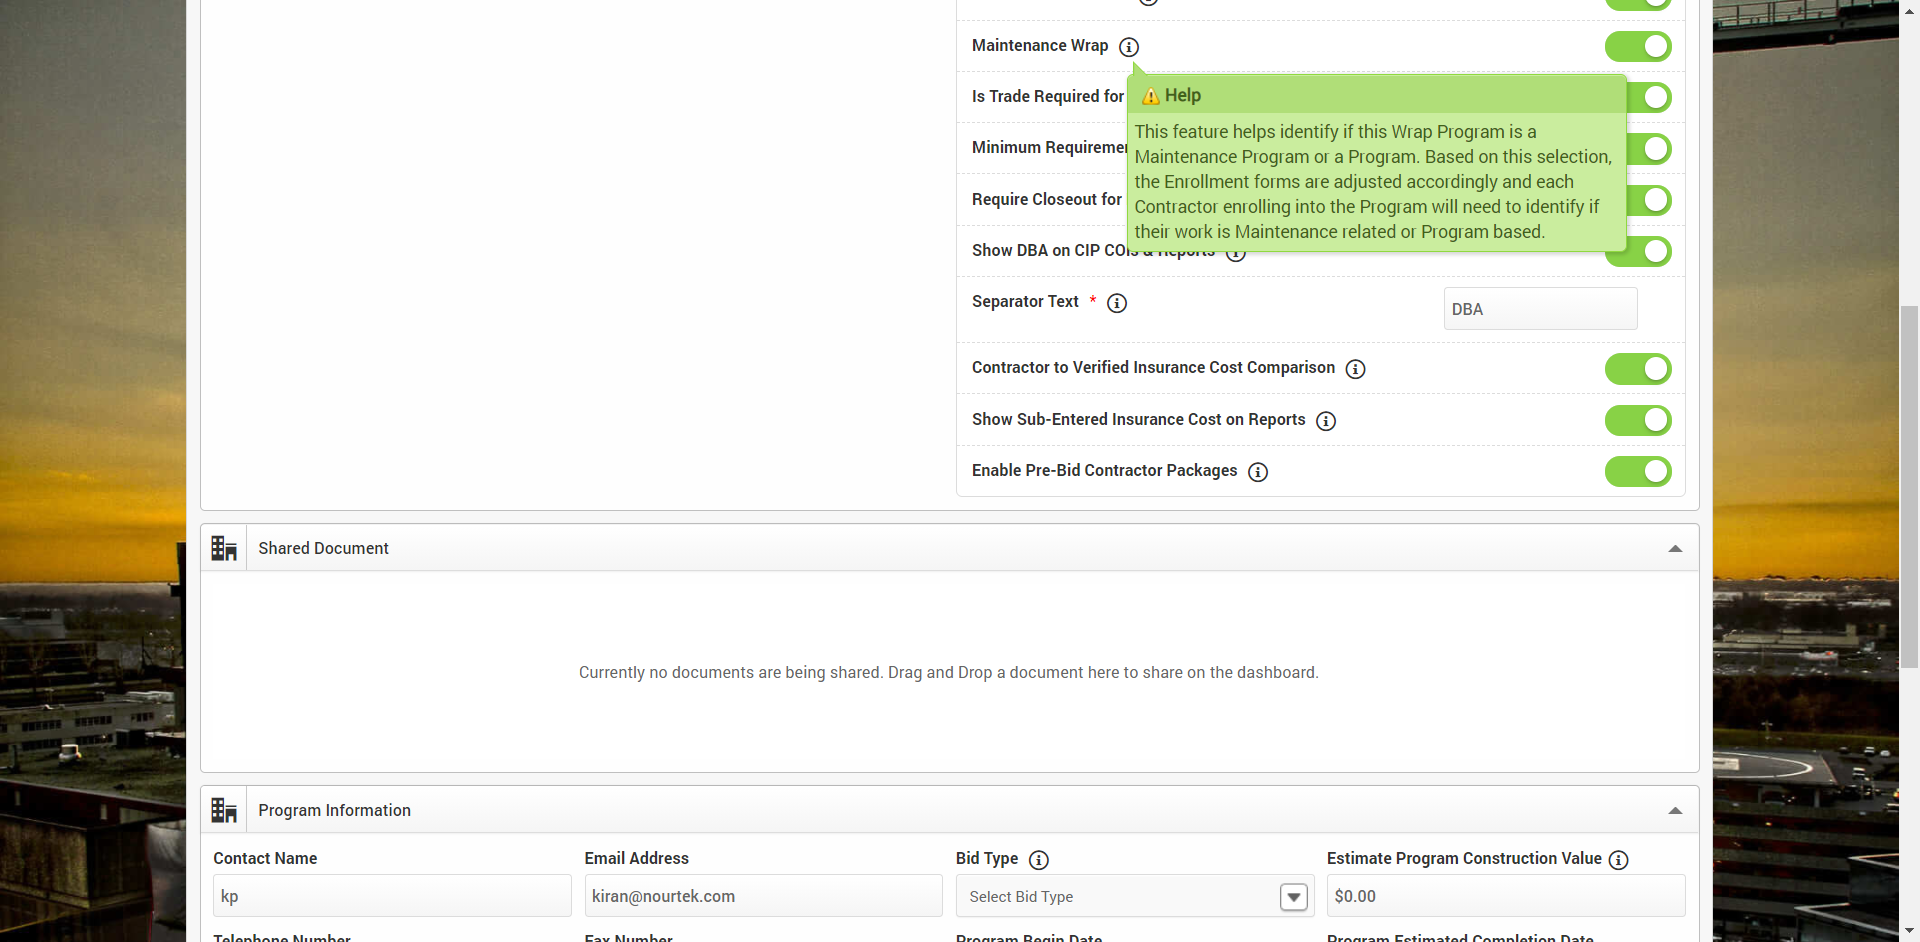 Maintenance Wrap
Is Trade Required for
Help
This feature helps identify if this Wrap Program is a
Maintenance Program or a Program. Based on this selection,
the Enrollment forms are adjusted accordingly and each
Contractor enrolling into the Program will need to identify if
their work is Maintenance related or Program based.
Minimum Requiremen
Require Closeout for
Show DBA on CIP COIs & Reports
Separator Text *
DBA
Contractor to Verified Insurance Cost Comparison
Show Sub-Entered Insurance Cost on Reports
Enable Pre-Bid Contractor Packages
Shared Document
Currently no documents are being shared. Drag and Drop a document here to share on the dashboard.
Program Information
Contact Name
Email Address
Bid Type
Estimate Program Construction Value
kp
kiran@nourtek.com
Select Bid Type
$0.00
Telephone Number
Fax Number
Program Begin Date
Program Estimated Completion Date